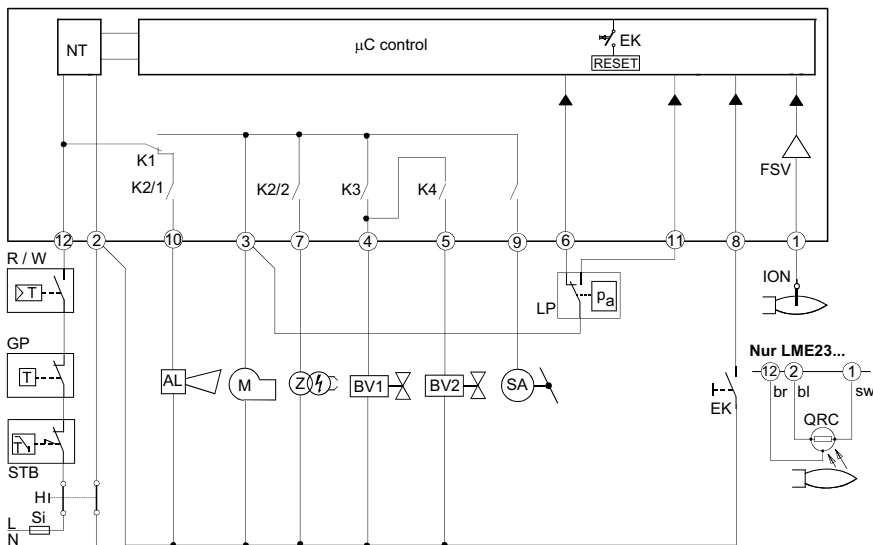 NT
μC control
EK
RESET
FSV
K1
K2/1
K2/2
K3
K4
12
2
10
3
7
4
5
9
6
11
8
1
R / W
T
LP
pa
ION
GP
T
AL
M
Z
BV1
BV2
SA
EK
Nur LME23...
12
2
1
br
bl
sw
QRC
T
STB
H
Si
L
N